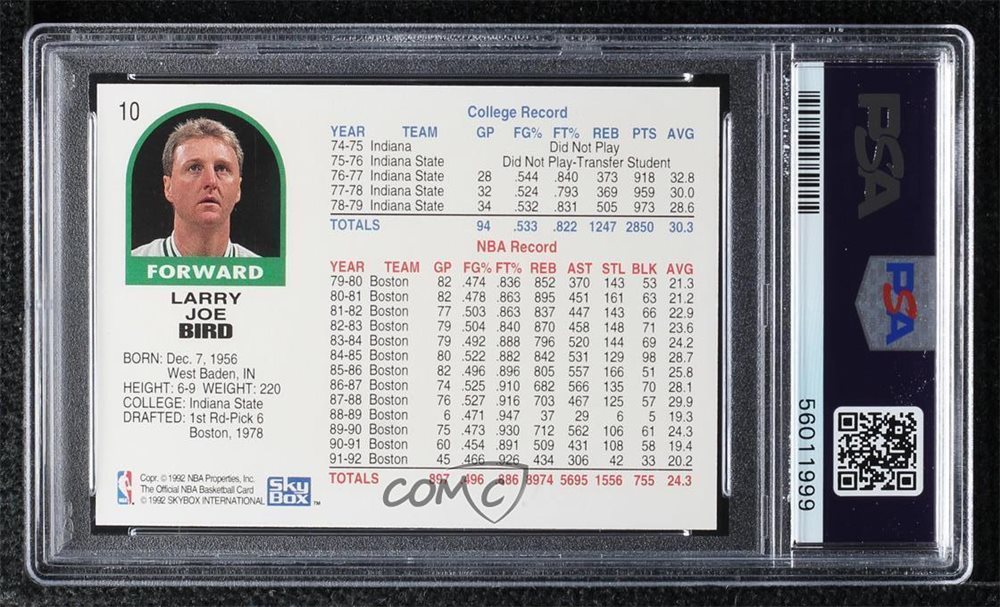 10
FORWARD
LARRY
JOE
BIRD
BORN: Dec. 7, 1956
West Baden, IN
HEIGHT: 6-9 WEIGHT: 220
COLLEGE: Indiana State
DRAFTED: 1st Rd-Pick 6
Boston, 1978
NBA
Copr. © 1992 NBA Properties, Inc.
The Official NBA Basketball Card
© 1992 SKYBOX INTERNATIONAL
SkyBox™
College Record
YEAR TEAM GP FG% FT% REB PTS AVG
74-75 Indiana Did Not Play
75-76 Indiana State Did Not Play-Transfer Student
76-77 Indiana State 28 .544 .840 373 918 32.8
77-78 Indiana State 32 .524 .793 369 959 30.0
78-79 Indiana State 34 .532 .831 505 973 28.6
TOTALS 94 .533 .822 1247 2850 30.3
NBA Record
YEAR TEAM GP FG% FT% REB AST STL BLK AVG
79-80 Boston 82 .474 .836 852 370 143 53 21.3
80-81 Boston 82 .478 .863 895 451 161 63 21.2
81-82 Boston 77 .503 .863 837 447 143 66 22.9
82-83 Boston 79 .504 .840 870 458 148 71 23.6
83-84 Boston 79 .492 .888 796 520 144 69 24.2
84-85 Boston 80 .522 .882 842 531 129 98 28.7
85-86 Boston 82 .496 .896 805 557 166 51 25.8
86-87 Boston 74 .525 .910 682 566 135 70 28.1
87-88 Boston 76 .527 .916 703 467 125 57 29.9
88-89 Boston 6 .471 .947 37 29 6 5 19.3
89-90 Boston 75 .473 .930 712 562 106 61 24.3
90-91 Boston 60 .454 .891 509 431 108 58 19.4
91-92 Boston 45 .466 .926 434 306 42 33 20.2
TOTALS 897 .496 .886 8974 5695 1556 755 24.3
COMC
56011999
PSA
PSA